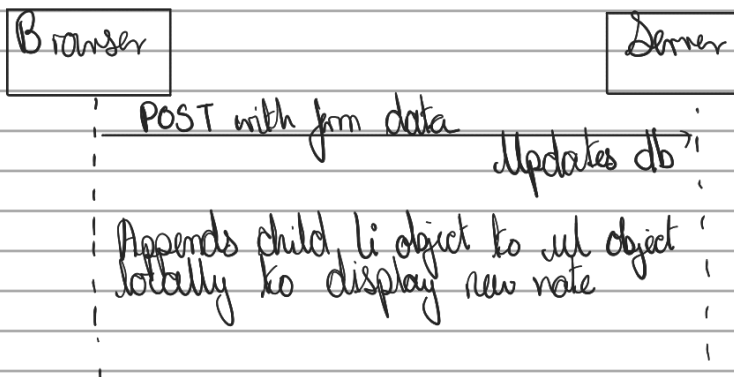 Browser
Server
POST with form data
Updates db
Appends child li object to ul object
locally to display new note